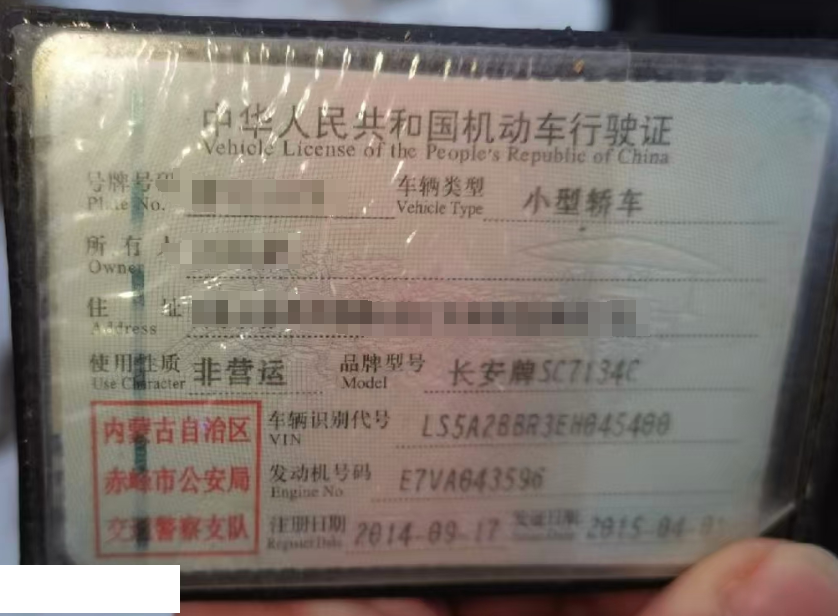 中华人民共和国机动车行驶证
Vehicle License of the People's Republic of China
号牌号码 车辆类型 小型轿车
Plate No. Vehicle Type
所有人
Owner
住址
Address
使用性质 非营运 品牌型号 长安牌SC7134C
Use Character Model
内蒙古自治区 车辆识别代号 LS5A2BBR3EH045400
VIN
赤峰市公安局 发动机号码 E7VA043596
Engine No.
交通警察支队 注册日期 2014-09-17 发证日期 2015-04-0
Register Date Issue Date